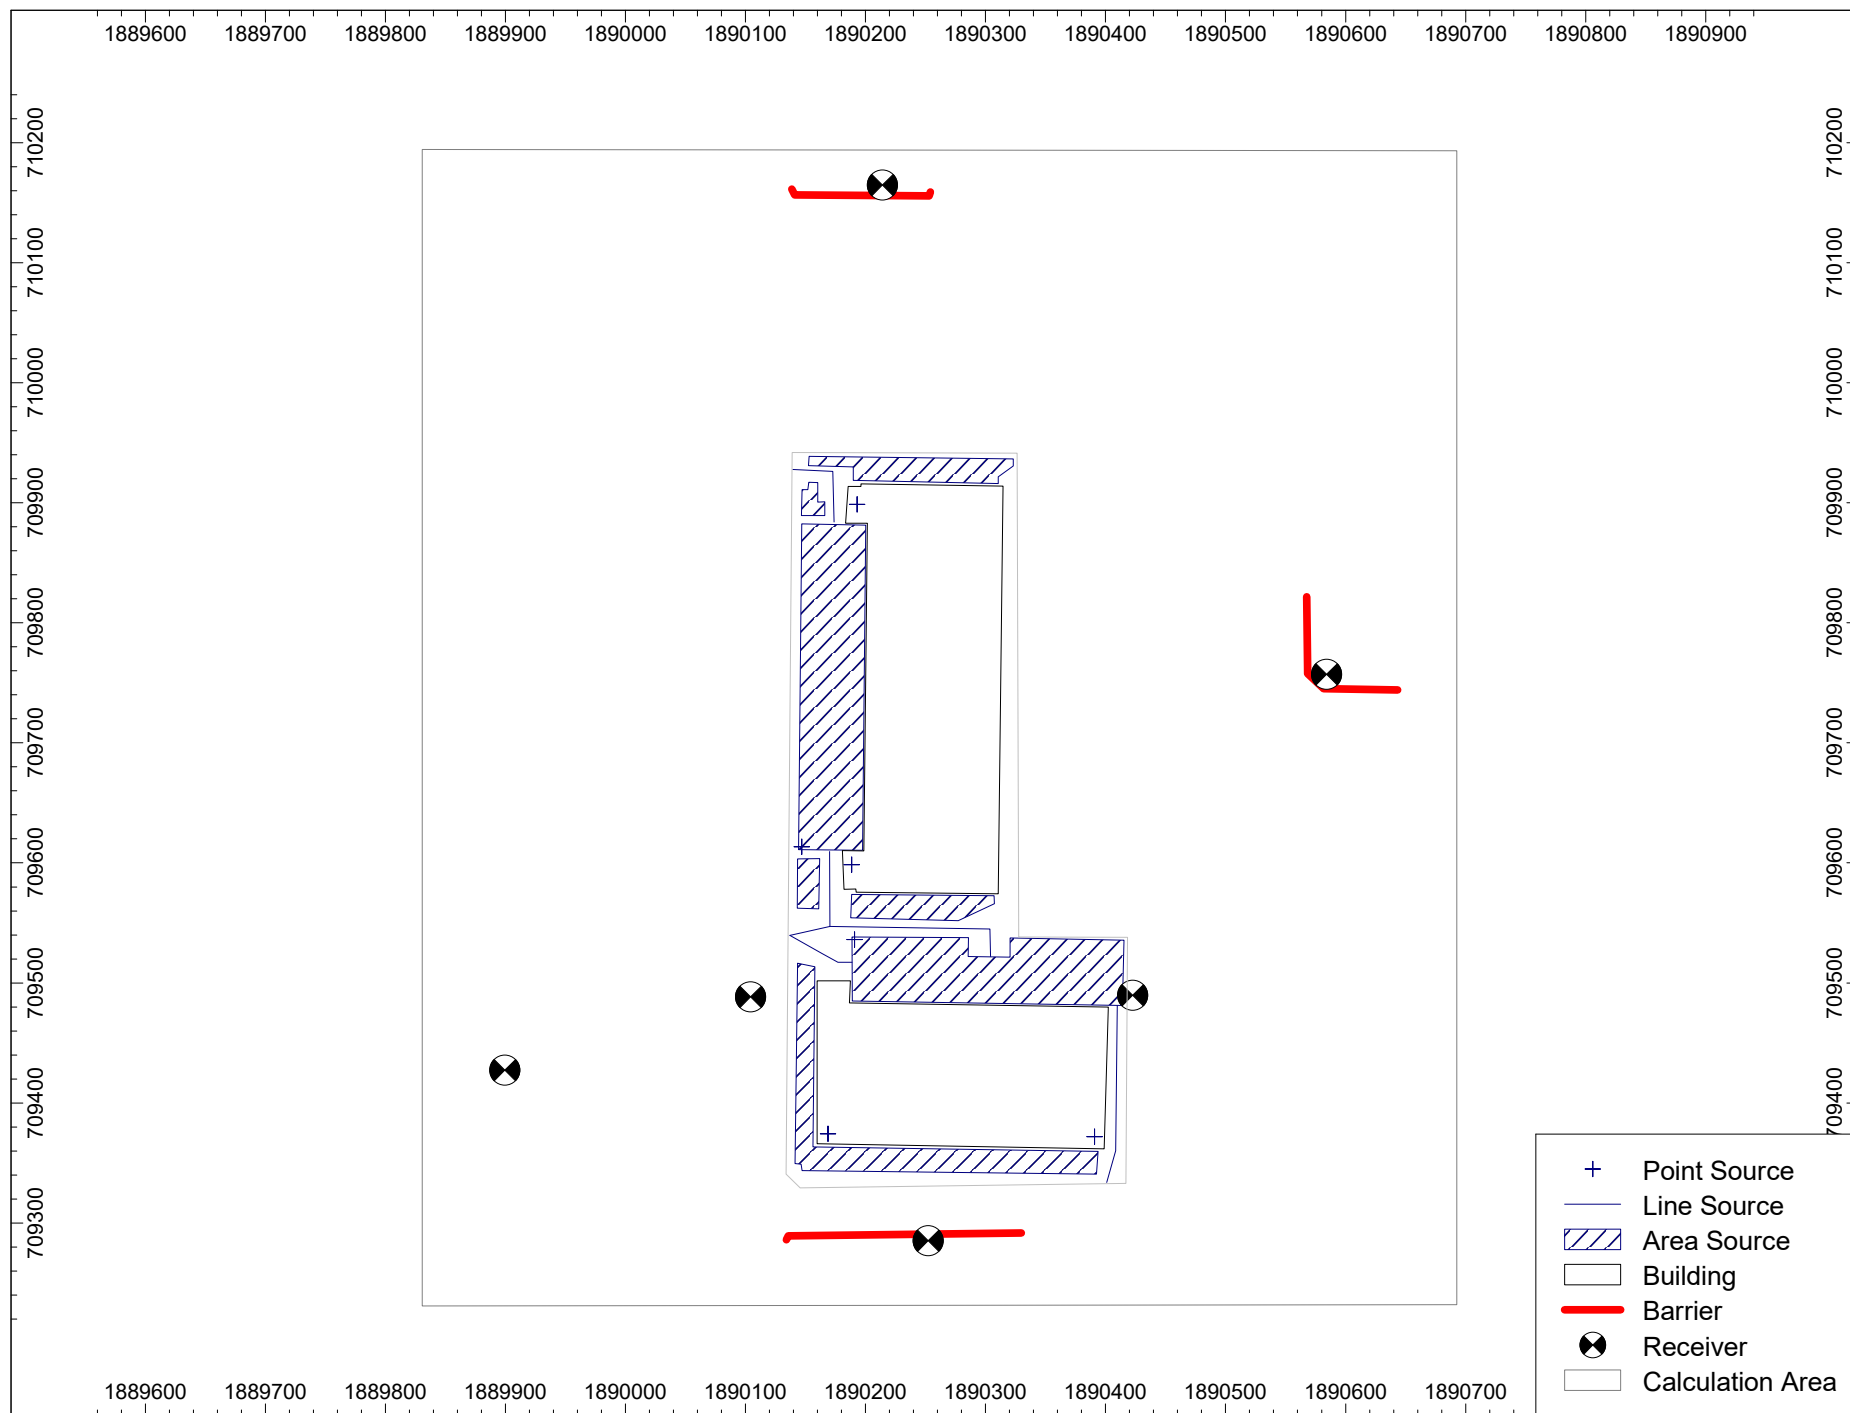 1889600 1889700 1889800 1889900 1890000 1890100 1890200 1890300 1890400 1890500 1890600 1890700 1890800 1890900
710200 710200
710100 710100
710000 710000
709900 709900
709800 709800
709700 709700
709600 709600
709500 709500
709400 709400
709300
Point Source
Line Source
Area Source
Building
Barrier
Receiver
Calculation Area
1889600 1889700 1889800 1889900 1890000 1890100 1890200 1890300 1890400 1890500 1890600 1890700